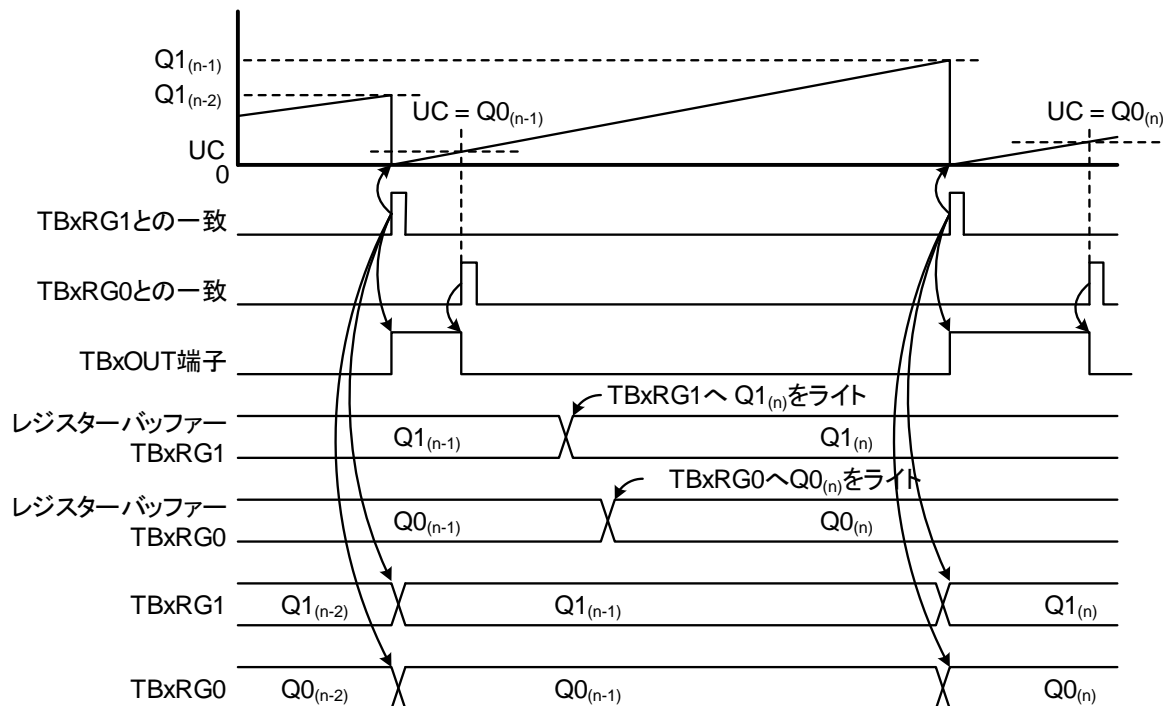 Q1(n-1)
Q1(n-2)
UC = Q0(n-1)
UC = Q0(n)
UC
0
TBxRG1との一致
TBxRG0との一致
TBxOUT端子
TBxRG1へ Q1(n)をライト
レジスターバッファー
TBxRG1
Q1(n-1)
Q1(n)
TBxRG0へQ0(n)をライト
レジスターバッファー
TBxRG0
Q0(n-1)
Q0(n)
TBxRG1
Q1(n-2)
Q1(n-1)
Q1(n)
TBxRG0
Q0(n-2)
Q0(n-1)
Q0(n)